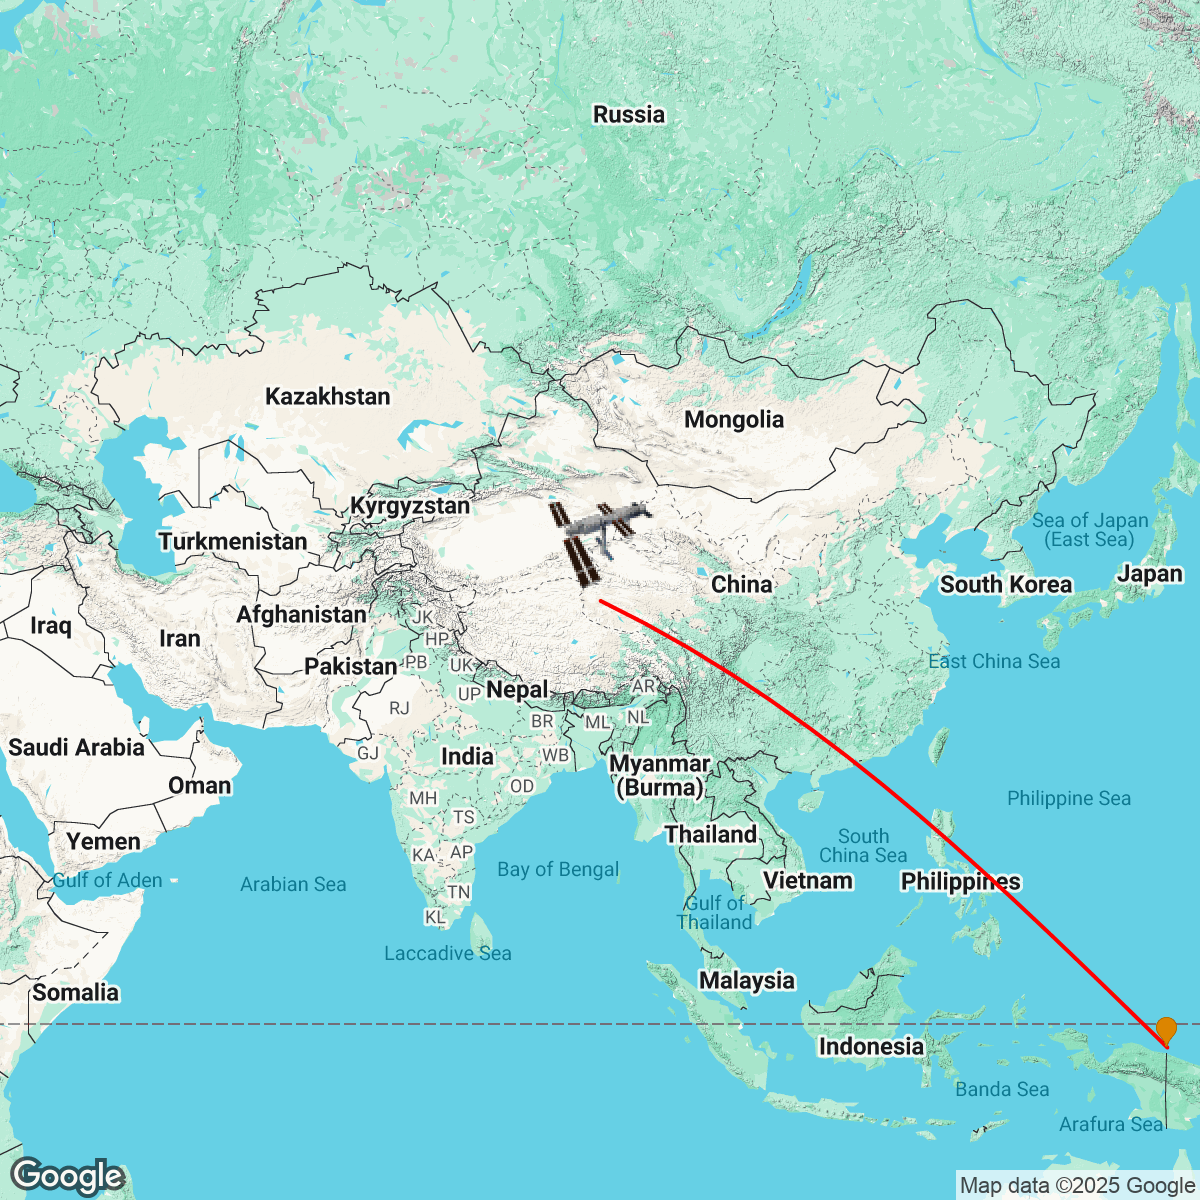 Russia
Kazakhstan
Mongolia
Kyrgyzstan
Turkmenistan
Sea of Japan
(East Sea)
China
South Korea
Japan
Afghanistan
JK
Iraq
Iran
HP
Pakistan
PB
UK
East China Sea
UP
Nepal
AR
RJ
BR
ML
NL
Saudi Arabia
GJ
India
WB
Myanmar
(Burma)
Oman
OD
MH
Philippine Sea
TS
Yemen
Thailand
South
China Sea
KA
AP
Gulf of Aden
Arabian Sea
Bay of Bengal
Vietnam
Philippines
TN
KL
Gulf of
Thailand
Laccadive Sea
Malaysia
Somalia
Indonesia
Banda Sea
Arafura Sea
Google
Map data ©2025 Google